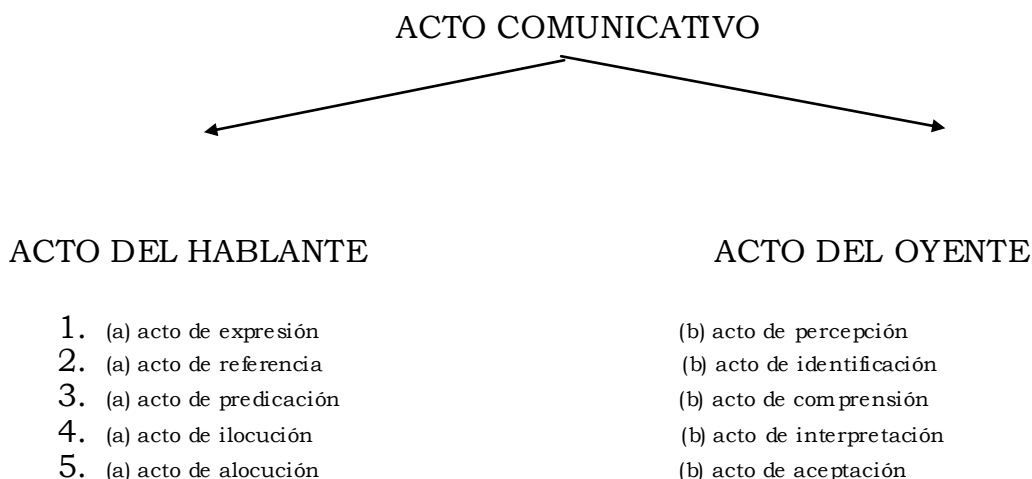 ACTO COMUNICATIVO
ACTO DEL HABLANTE ACTO DEL OYENTE
1. (a) acto de expresión (b) acto de percepción
2. (a) acto de referencia (b) acto de identificación
3. (a) acto de predicación (b) acto de comprensión
4. (a) acto de ilocución (b) acto de interpretación
5. (a) acto de alocución (b) acto de aceptación